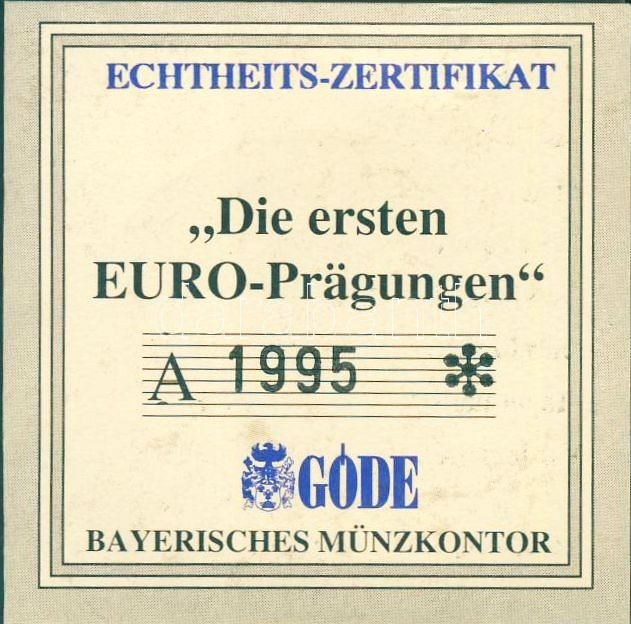 ECHTHEITS-ZERTIFIKAT
„Die ersten
EURO-Prägungen“
A 1995 *
GÖDE
BAYERISCHES MÜNZKONTOR